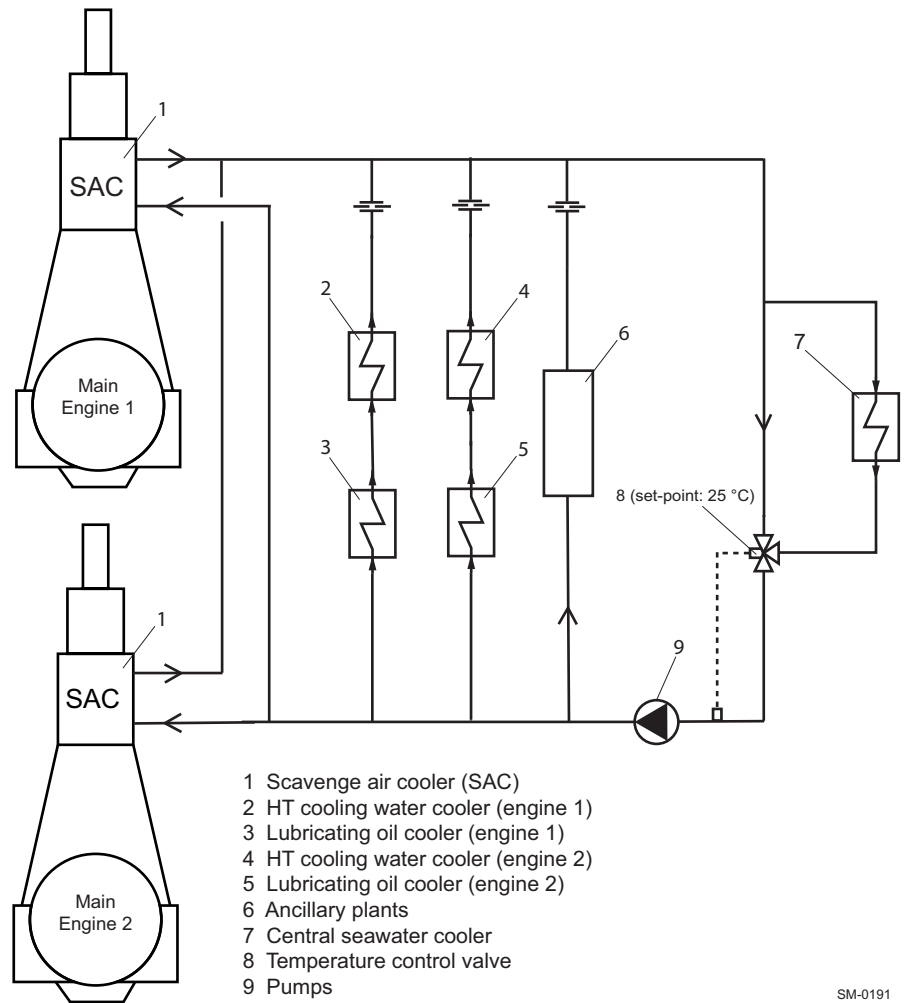 1
SAC
Main
Engine 1
2
4
6
7
3
5
8 (set-point: 25 °C)
1
SAC
9
Main
Engine 2
1 Scavenge air cooler (SAC)
2 HT cooling water cooler (engine 1)
3 Lubricating oil cooler (engine 1)
4 HT cooling water cooler (engine 2)
5 Lubricating oil cooler (engine 2)
6 Ancillary plants
7 Central seawater cooler
8 Temperature control valve
9 Pumps
SM-0191